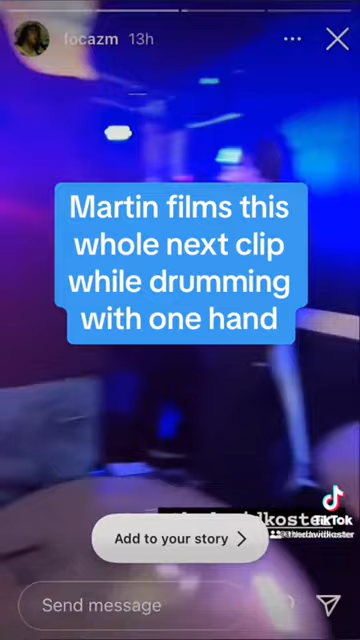 focazm 13h
Martin films this
whole next clip
while drumming
with one hand
TikTok
Add to your story
Send message